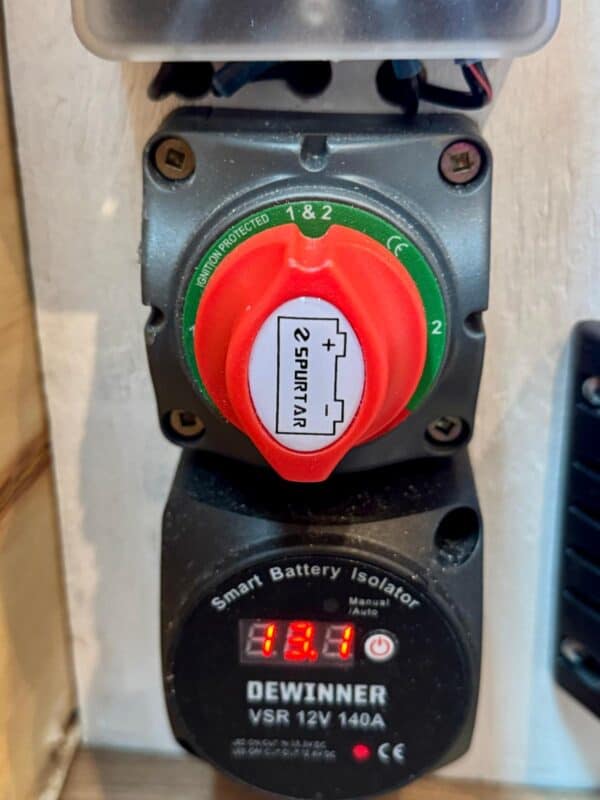 IGNITION PROTECTED
1 & 2
CE
1
2
SPURTAR
+
-
Smart Battery Isolator
Manual
/Auto
13.1
DEWINNER
VSR 12V 140A
CE